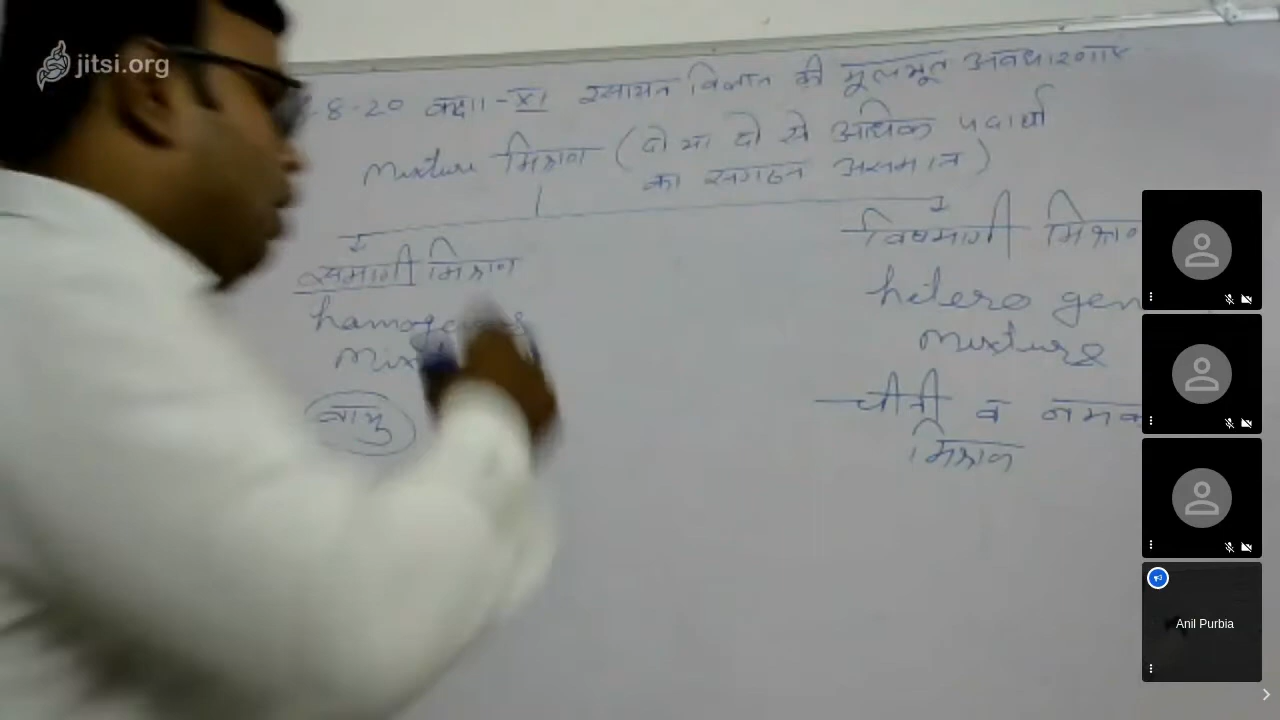 jitsi.org
8-20 कक्षा-XI रसायन विज्ञान की मूलभूत अवधारणाएं
mixture मिश्रण (दो या दो से अधिक पदार्थो
का संगठन असमान)
समांगी मिश्रण
विषमांगी मिश्रण
hamoge
hetero gen
mix
mixture
वायु
चीनी व नमक
मिश्रण
Anil Purbia